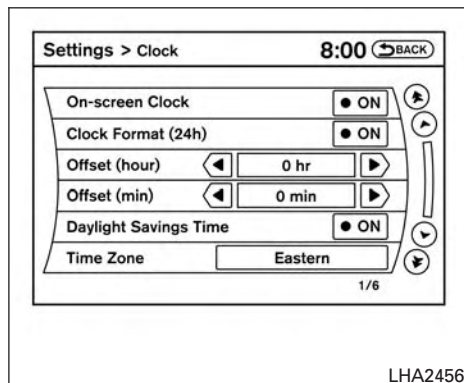 Settings > Clock 8:00 BACK
On-screen Clock ON
Clock Format (24h) ON
Offset (hour) 0 hr
Offset (min) 0 min
Daylight Savings Time ON
Time Zone Eastern
1/6
LHA2456